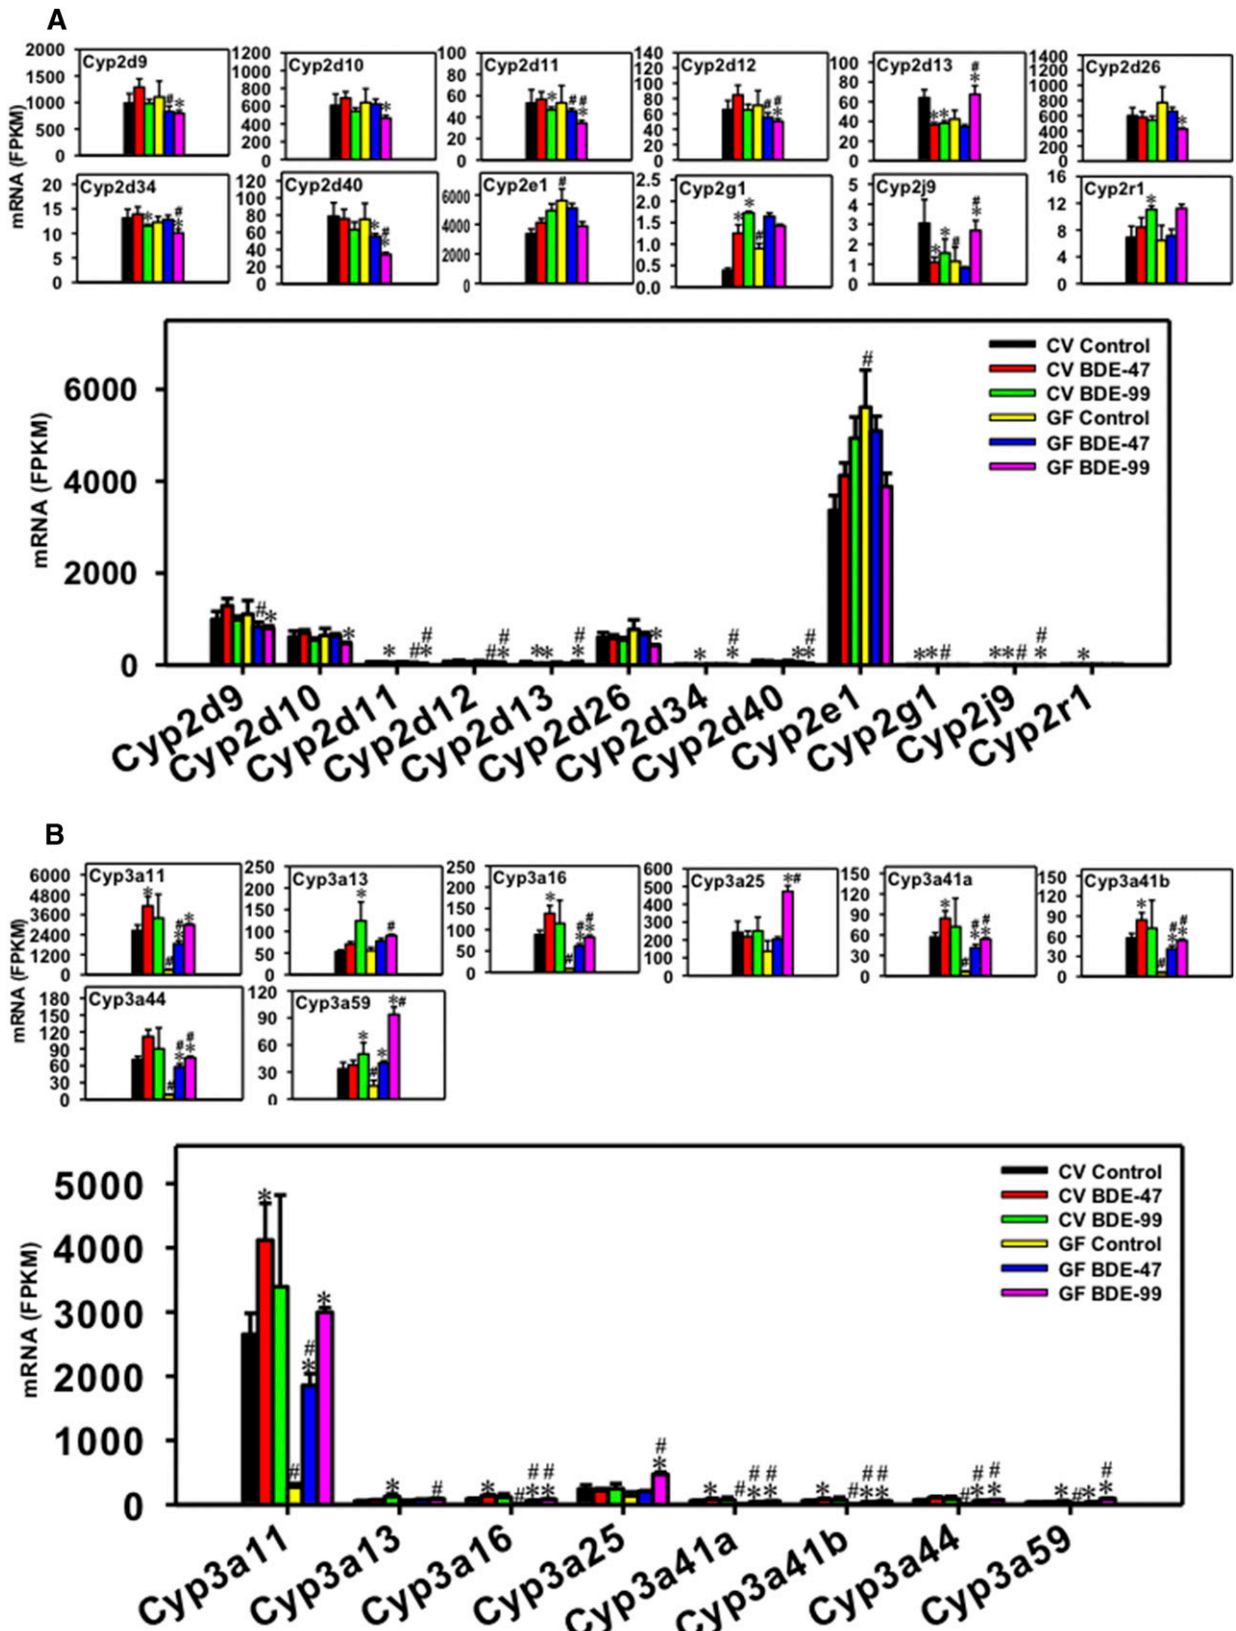 A
Cyp2d9
2000
1500
1000
500
0
# *
Cyp2d10
1200
1000
800
600
400
200
0
*
Cyp2d11
100
80
60
40
20
0
* # # *
Cyp2d12
140
120
100
80
60
40
20
0
# # *
Cyp2d13
100
80
60
40
20
0
* * # *
Cyp2d26
1400
1200
1000
800
600
400
200
0
*
mRNA (FPKM)
Cyp2d34
20
15
10
5
0
* # *
Cyp2d40
120
100
80
60
40
20
0
* # *
Cyp2e1
6000
4000
2000
0
#
Cyp2g1
2.5
2.0
1.5
1.0
0.5
0.0
* * #
Cyp2j9
5
4
3
2
1
0
* * # # *
Cyp2r1
16
12
8
4
0
*
mRNA (FPKM)
6000
4000
2000
0
CV Control
CV BDE-47
CV BDE-99
GF Control
GF BDE-47
GF BDE-99
# * * * # # * # # * * * # * * * # * * # * # * * # * * # # * *
Cyp2d9
Cyp2d10
Cyp2d11
Cyp2d12
Cyp2d13
Cyp2d26
Cyp2d34
Cyp2d40
Cyp2e1
Cyp2g1
Cyp2j9
Cyp2r1
B
Cyp3a11
6000
4800
3600
2400
1200
0
* # # * *
Cyp3a13
250
200
150
100
50
0
* #
Cyp3a16
250
200
150
100
50
0
* # # * # *
Cyp3a25
600
500
400
300
200
100
0
*#
Cyp3a41a
150
120
90
60
30
0
* # # * # *
Cyp3a41b
150
120
90
60
30
0
* # # * # *
mRNA (FPKM)
Cyp3a44
180
150
120
90
60
30
0
# # * # *
Cyp3a59
120
90
60
30
0
* # * *#
mRNA (FPKM)
5000
4000
3000
2000
1000
0
CV Control
CV BDE-47
CV BDE-99
GF Control
GF BDE-47
GF BDE-99
* # # * * * # * # # * # * # * * # # * # * * # # * # * # # * # * * # * # *
Cyp3a11
Cyp3a13
Cyp3a16
Cyp3a25
Cyp3a41a
Cyp3a41b
Cyp3a44
Cyp3a59